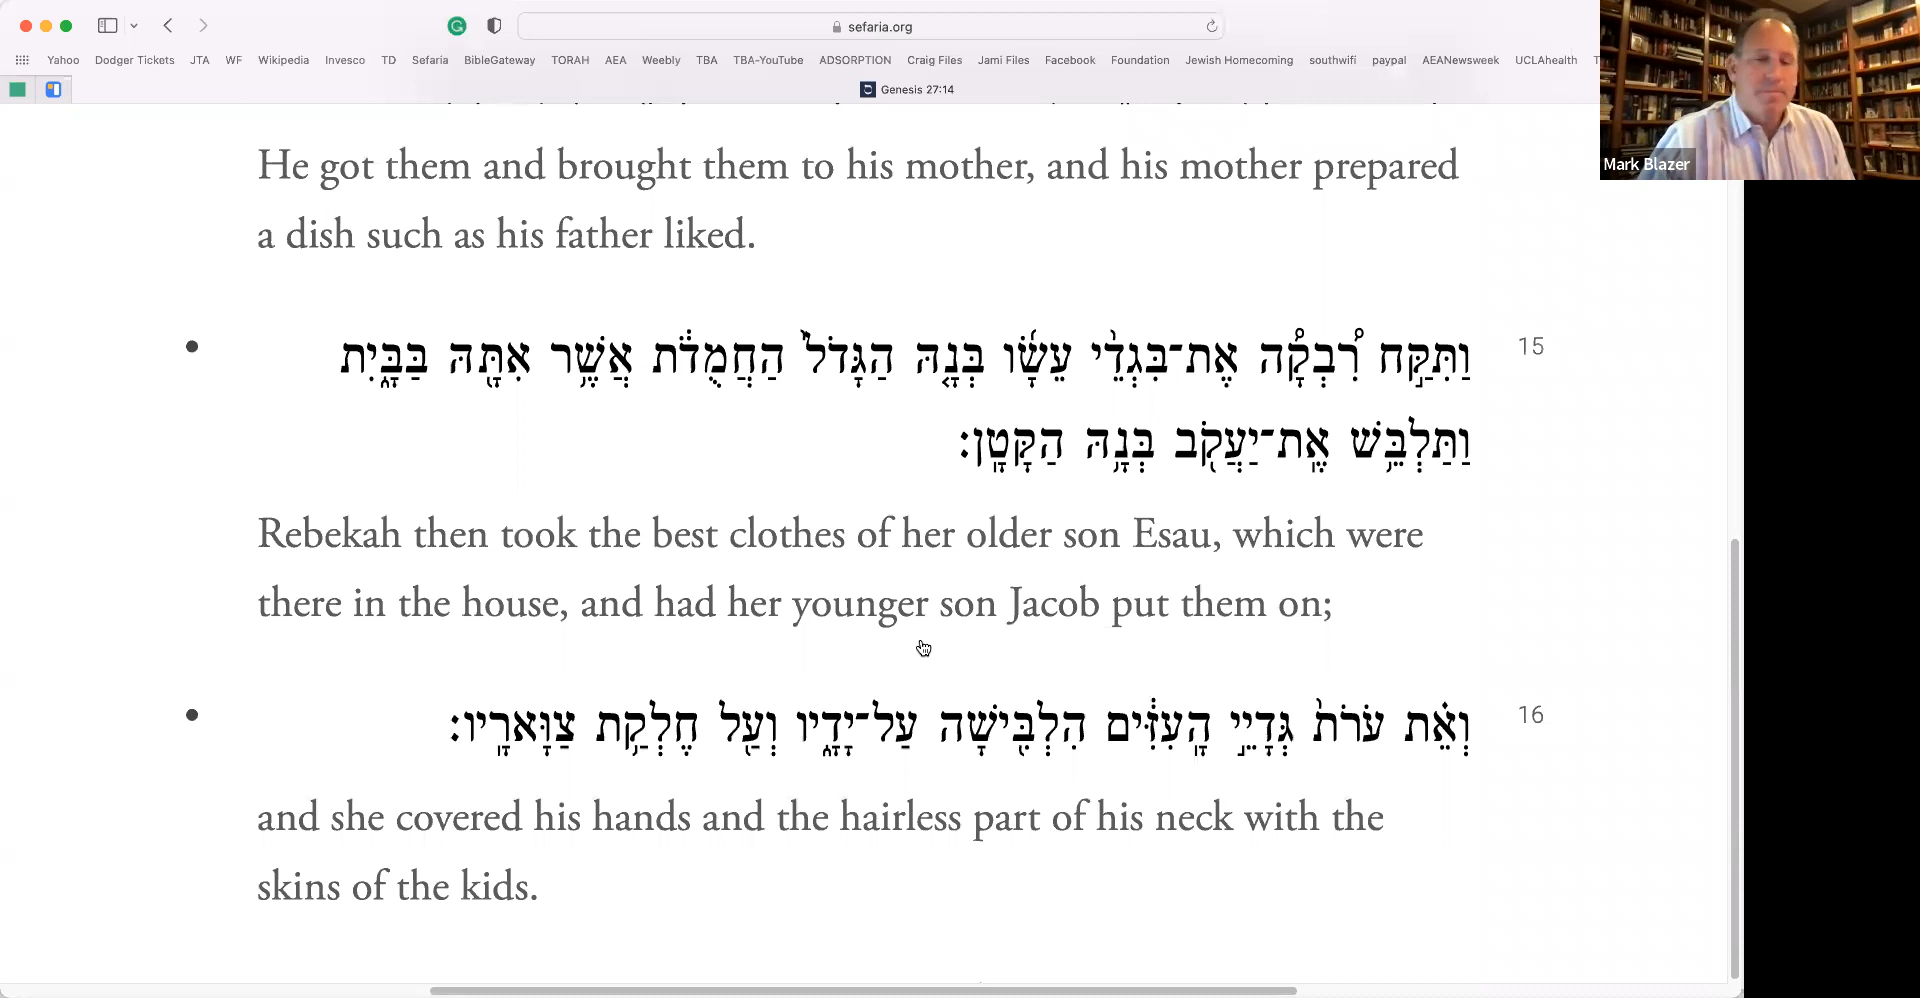 sefaria.org
Yahoo Dodger Tickets JTA WF Wikipedia Invesco TD Sefaria BibleGateway TORAH AEA Weebly TBA TBA-YouTube ADSORPTION Craig Files Jami Files Facebook Foundation Jewish Homecoming southwifi paypal AEANewsweek UCLAhealth
Genesis 27:14
Mark Blazer
He got them and brought them to his mother, and his mother prepared
a dish such as his father liked.
15
וַתִּקַּ֣ח רִ֠בְקָ֠ה אֶת־בִּגְדֵ֨י עֵשָׂ֜ו בְּנָ֤הּ הַגָּדֹל֙ הַחֲמֻדֹ֔ת אֲשֶׁ֥ר אִתָּ֖הּ בַּבָּ֑יִת
וַתַּלְבֵּ֥שׁ אֶֽת־יַעֲקֹ֖ב בְּנָ֥הּ הַקָּטָֽן׃
Rebekah then took the best clothes of her older son Esau, which were
there in the house, and had her younger son Jacob put them on;
16
וְאֵ֗ת עֹרֹת֙ גְּדָיֵ֣י הָֽעִזִּ֔ים הִלְבִּ֖ישָׁה עַל־יָדָ֑יו וְעַ֖ל חֶלְקַ֥ת צַוָּארָֽיו׃
and she covered his hands and the hairless part of his neck with the
skins of the kids.